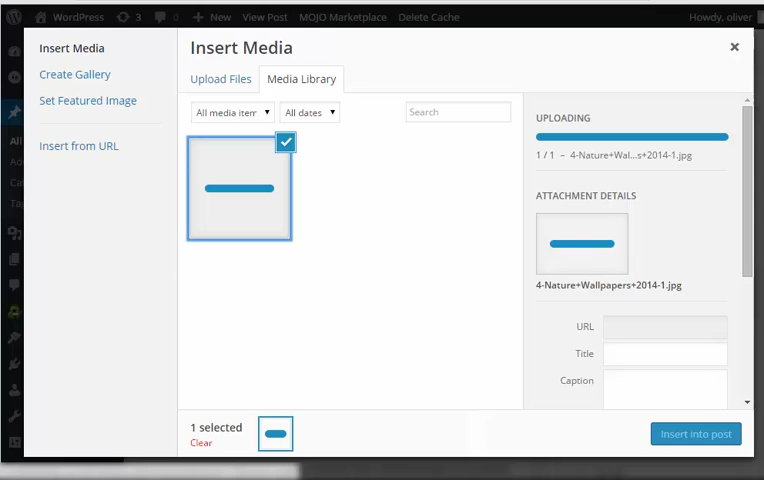 WordPress 3 0 + New View Post MOJO Marketplace Delete Cache Howdy, oliver
Insert Media
Create Gallery
Set Featured Image
Insert from URL
Insert Media
Upload Files Media Library
All media item All dates Search
UPLOADING
1 / 1 – 4-Nature+Wal...s+2014-1.jpg
ATTACHMENT DETAILS
4-Nature+Wallpapers+2014-1.jpg
URL
Title
Caption
1 selected
Clear
Insert into post
All